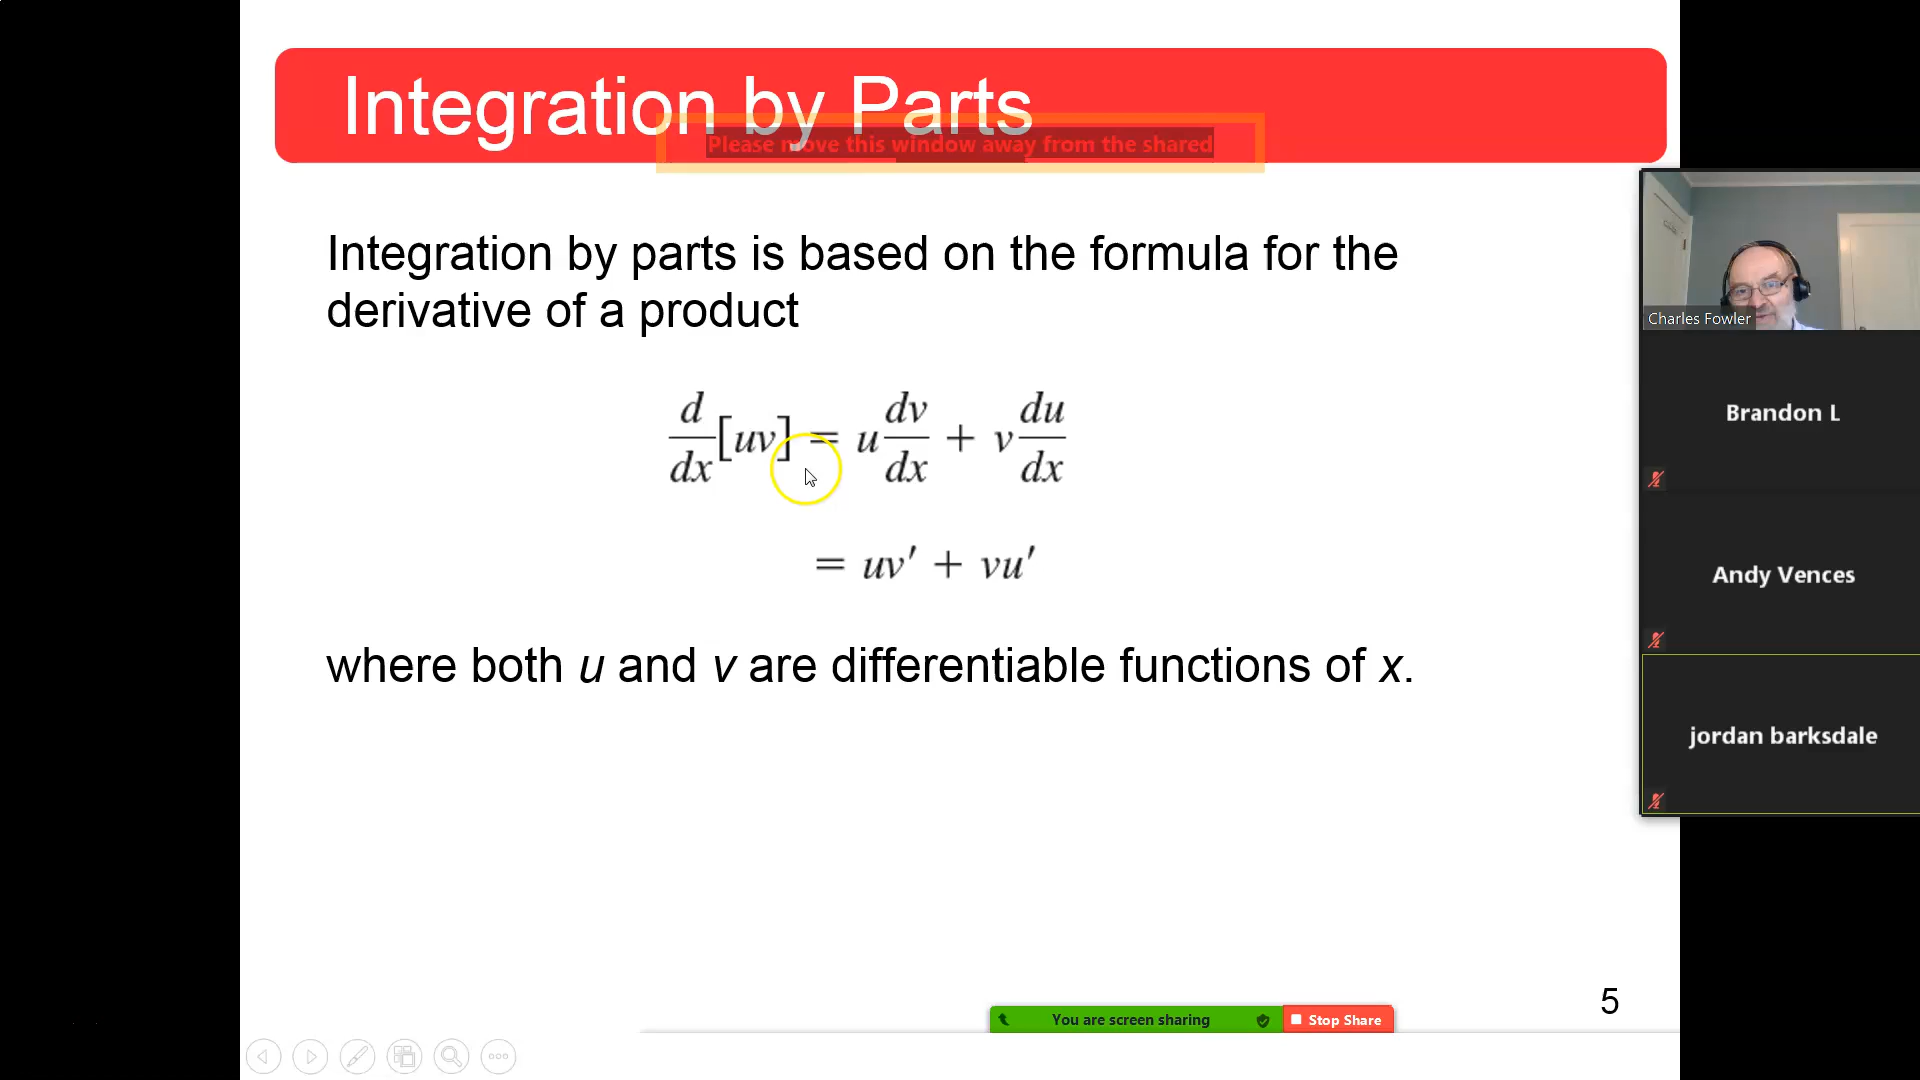 Integration by Parts
Please move this window away from the shared
Integration by parts is based on the formula for the
derivative of a product
d/dx [uv] = u dv/dx + v du/dx
= uv′ + vu′
where both u and v are differentiable functions of x.
5
Charles Fowler
Brandon L
Andy Vences
jordan barksdale
You are screen sharing
Stop Share